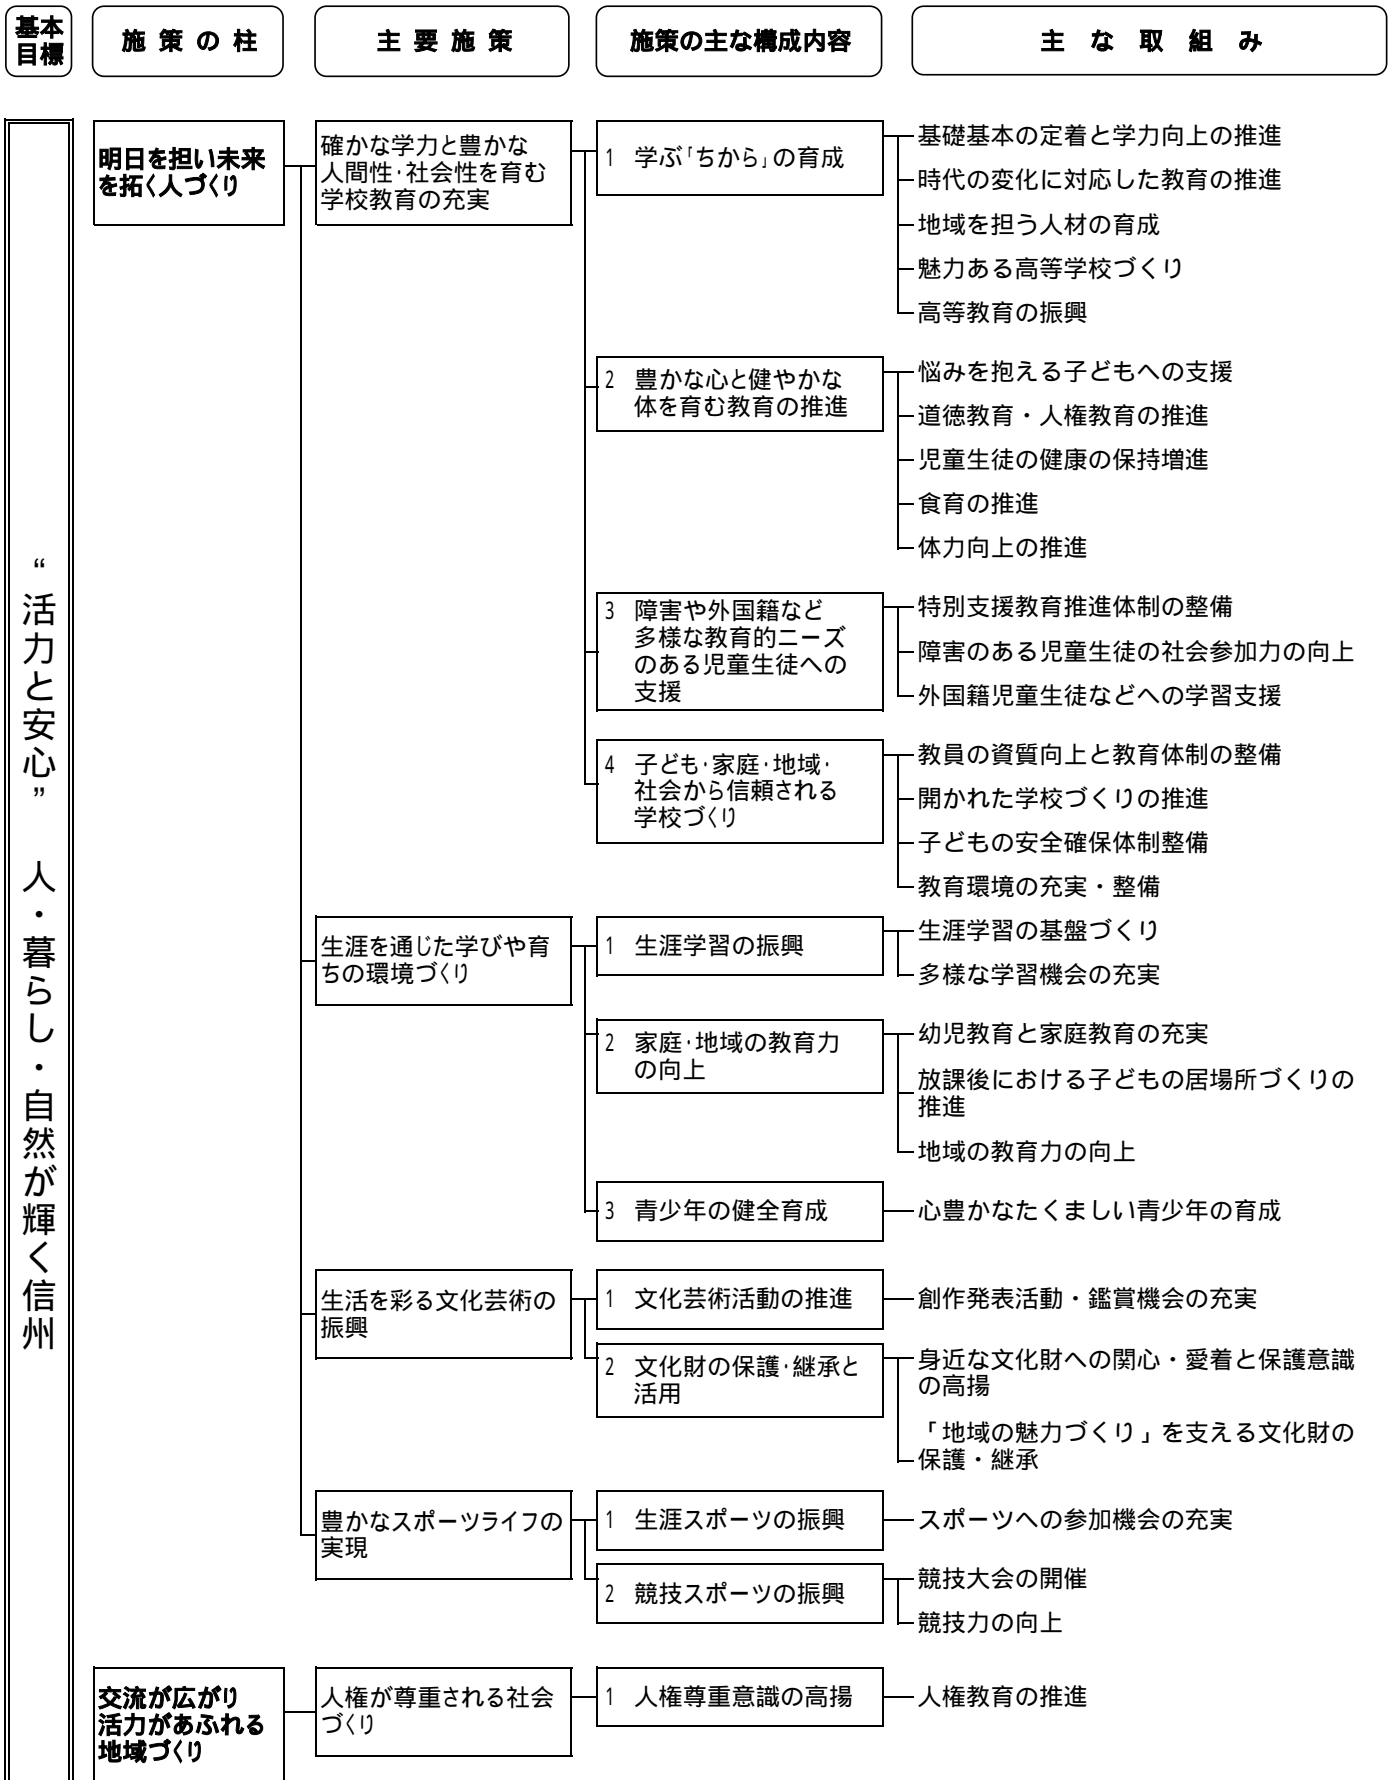 基本
目標
施策の柱
主要施策
施策の主な構成内容
主な取組み
“活力と安心” 人・暮らし・自然が輝く信州
明日を担い未来
を拓く人づくり
確かな学力と豊かな
人間性・社会性を育む
学校教育の充実
1 学ぶ「ちから」の育成
基礎基本の定着と学力向上の推進
時代の変化に対応した教育の推進
地域を担う人材の育成
魅力ある高等学校づくり
高等教育の振興
2 豊かな心と健やかな
体を育む教育の推進
悩みを抱える子どもへの支援
道徳教育・人権教育の推進
児童生徒の健康の保持増進
食育の推進
体力向上の推進
3 障害や外国籍など
多様な教育的ニーズ
のある児童生徒への
支援
特別支援教育推進体制の整備
障害のある児童生徒の社会参加力の向上
外国籍児童生徒などへの学習支援
4 子ども・家庭・地域・
社会から信頼される
学校づくり
教員の資質向上と教育体制の整備
開かれた学校づくりの推進
子どもの安全確保体制整備
教育環境の充実・整備
生涯を通じた学びや育
ちの環境づくり
1 生涯学習の振興
生涯学習の基盤づくり
多様な学習機会の充実
2 家庭・地域の教育力
の向上
幼児教育と家庭教育の充実
放課後における子どもの居場所づくりの
推進
地域の教育力の向上
3 青少年の健全育成
心豊かなたくましい青少年の育成
生活を彩る文化芸術の
振興
1 文化芸術活動の推進
創作発表活動・鑑賞機会の充実
2 文化財の保護・継承と
活用
身近な文化財への関心・愛着と保護意識
の高揚
「地域の魅力づくり」を支える文化財の
保護・継承
豊かなスポーツライフの
実現
1 生涯スポーツの振興
スポーツへの参加機会の充実
2 競技スポーツの振興
競技大会の開催
競技力の向上
交流が広がり
活力があふれる
地域づくり
人権が尊重される社会
づくり
1 人権尊重意識の高揚
人権教育の推進